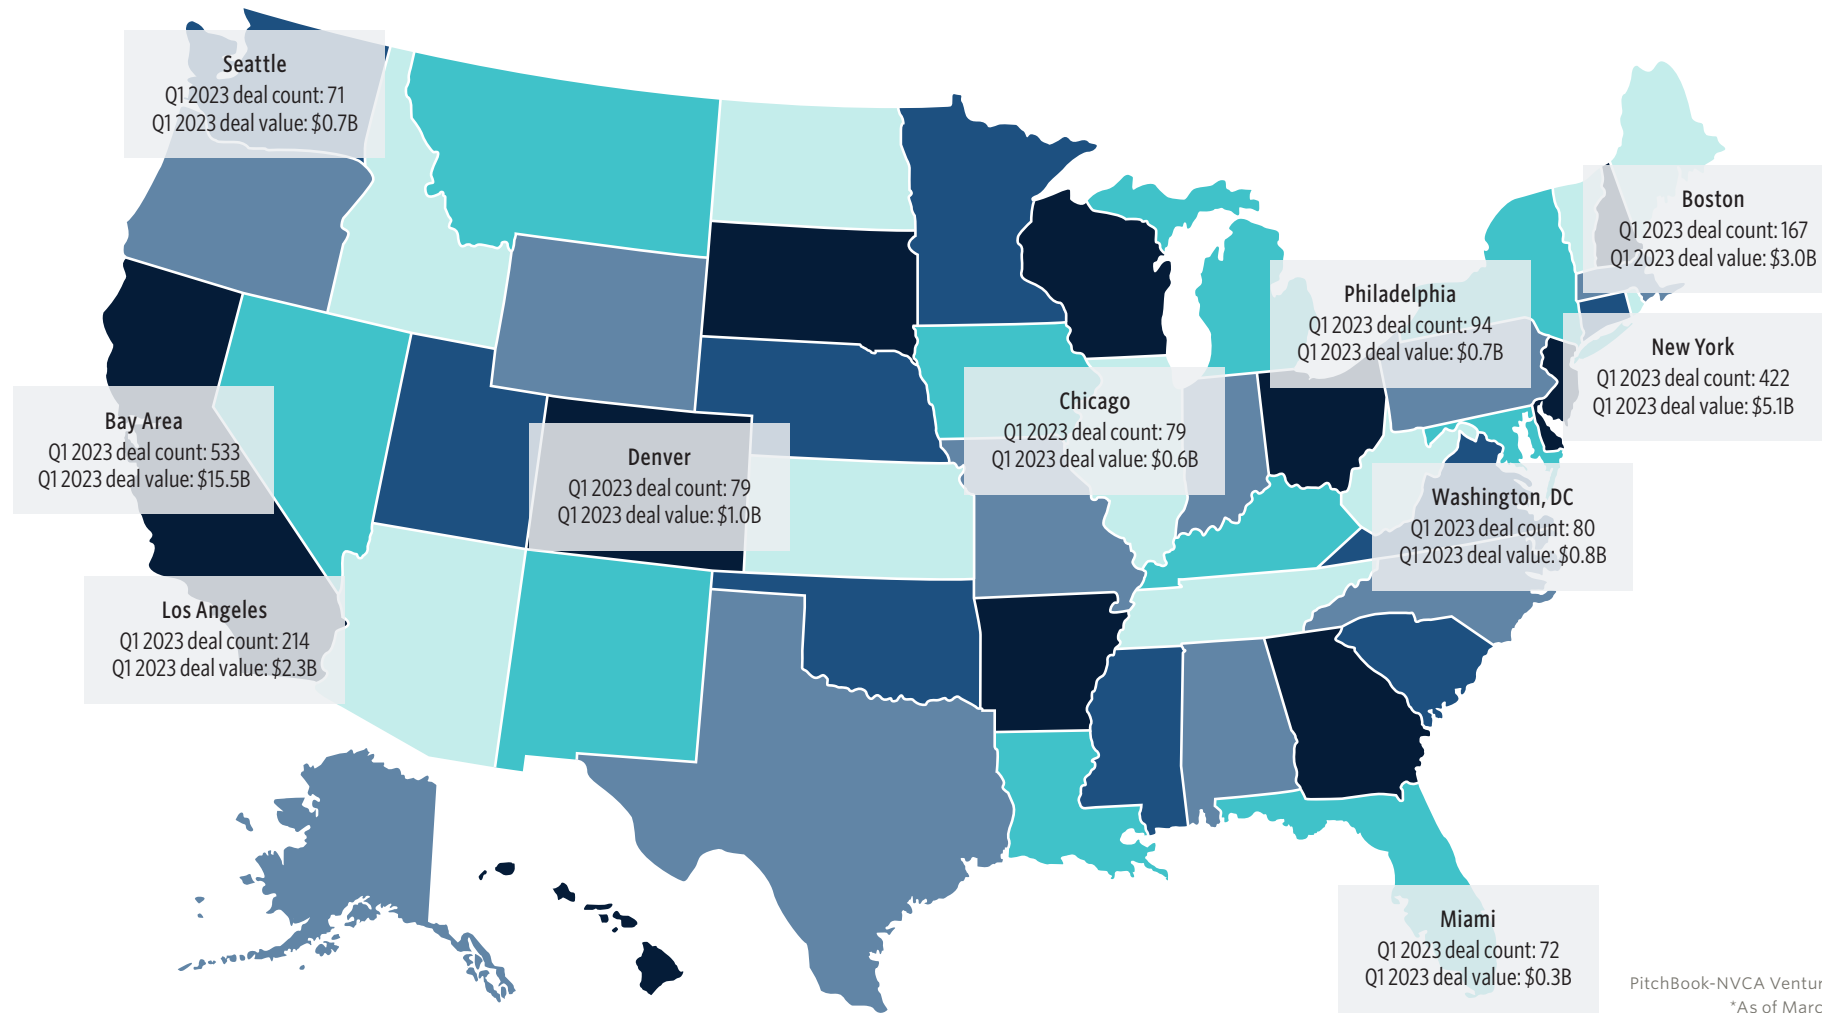 Seattle
Q1 2023 deal count: 71
Q1 2023 deal value: $0.7B
Boston
Q1 2023 deal count: 167
Q1 2023 deal value: $3.0B
Philadelphia
Q1 2023 deal count: 94
Q1 2023 deal value: $0.7B
New York
Q1 2023 deal count: 422
Q1 2023 deal value: $5.1B
Chicago
Q1 2023 deal count: 79
Q1 2023 deal value: $0.6B
Bay Area
Q1 2023 deal count: 533
Q1 2023 deal value: $15.5B
Denver
Q1 2023 deal count: 79
Q1 2023 deal value: $1.0B
Washington, DC
Q1 2023 deal count: 80
Q1 2023 deal value: $0.8B
Los Angeles
Q1 2023 deal count: 214
Q1 2023 deal value: $2.3B
Miami
Q1 2023 deal count: 72
Q1 2023 deal value: $0.3B
PitchBook-NVCA Ventur
*As of Marc